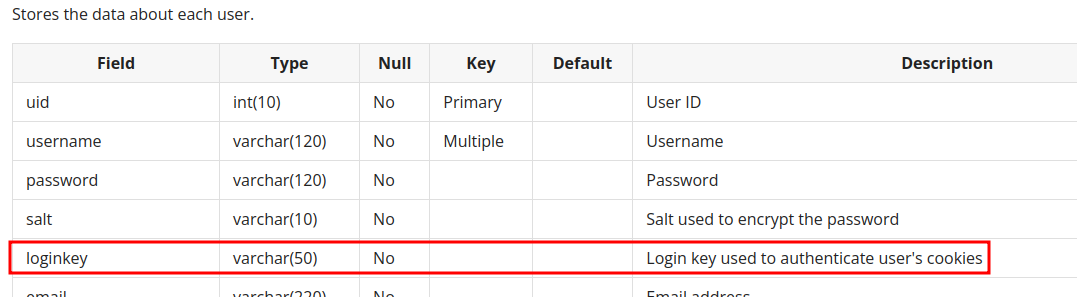 Stores the data about each user.
Field Type Null Key Default Description
uid int(10) No Primary User ID
username varchar(120) No Multiple Username
password varchar(120) No Password
salt varchar(10) No Salt used to encrypt the password
loginkey varchar(50) No Login key used to authenticate user's cookies
email varchar(220) No Email address